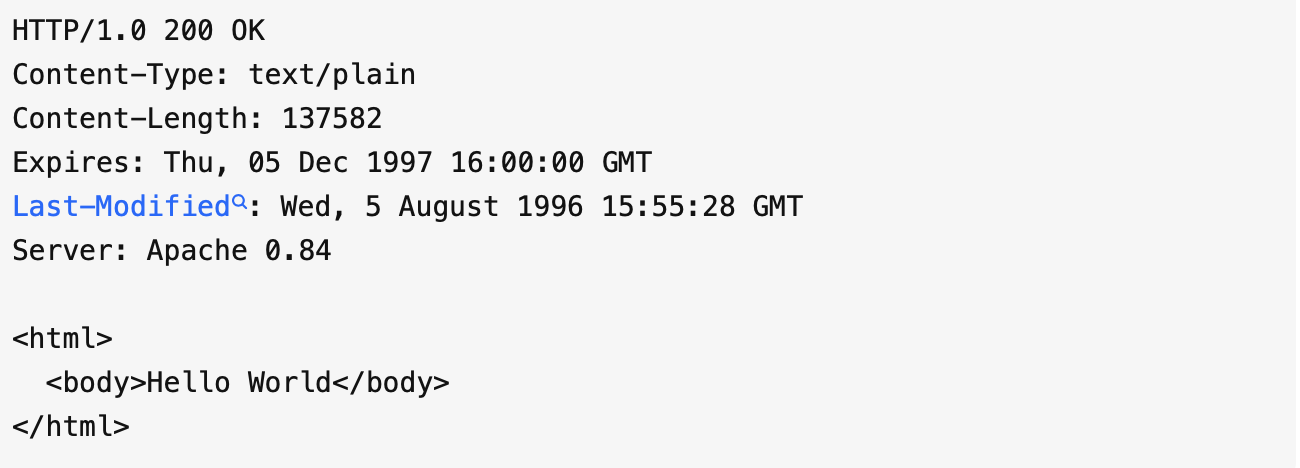 HTTP/1.0 200 OK
Content-Type: text/plain
Content-Length: 137582
Expires: Thu, 05 Dec 1997 16:00:00 GMT
Last-Modified: Wed, 5 August 1996 15:55:28 GMT
Server: Apache 0.84

<html>
  <body>Hello World</body>
</html>